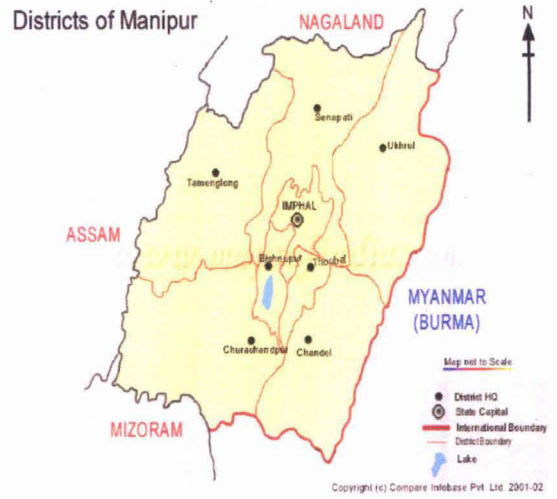 Districts of Manipur
NAGALAND
N
Senapati
Ukhrul
Tamenglong
IMPHAL
ASSAM
Bishnupur
Thoubal
MYANMAR
(BURMA)
Churachandpur
Chandel
Map not to Scale
District HQ
State Capital
International Boundary
District Boundary
Lake
MIZORAM
Copyright (c) Compare Infobase Pvt. Ltd. 2001-02